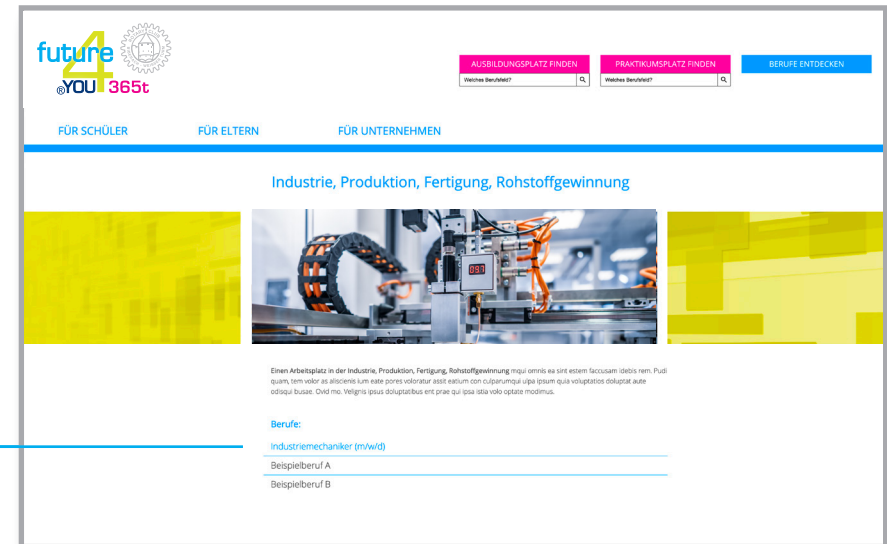 future
4
®YOU 365t
AUSBILDUNGSPLATZ FINDEN
Welches Berufsfeld?
PRAKTIKUMSPLATZ FINDEN
Welches Berufsfeld?
BERUFE ENTDECKEN
FÜR SCHÜLER
FÜR ELTERN
FÜR UNTERNEHMEN
Industrie, Produktion, Fertigung, Rohstoffgewinnung
097
Einen Arbeitsplatz in der Industrie, Produktion, Fertigung, Rohstoffgewinnung mqui omnis ea sint estem faccusam idebis rem. Pudi
quam, tem volor as aliscienis ium eate pores voloratur assit eatium con culparumqui ulpa ipsum quia voluptatios doluptat aute
odisqui busae. Ovid mo. Velignis ipsus doluptatibus ent prae qui ipsa istia volo optate modimus.
Berufe:
Industriemechaniker (m/w/d)
Beispielberuf A
Beispielberuf B